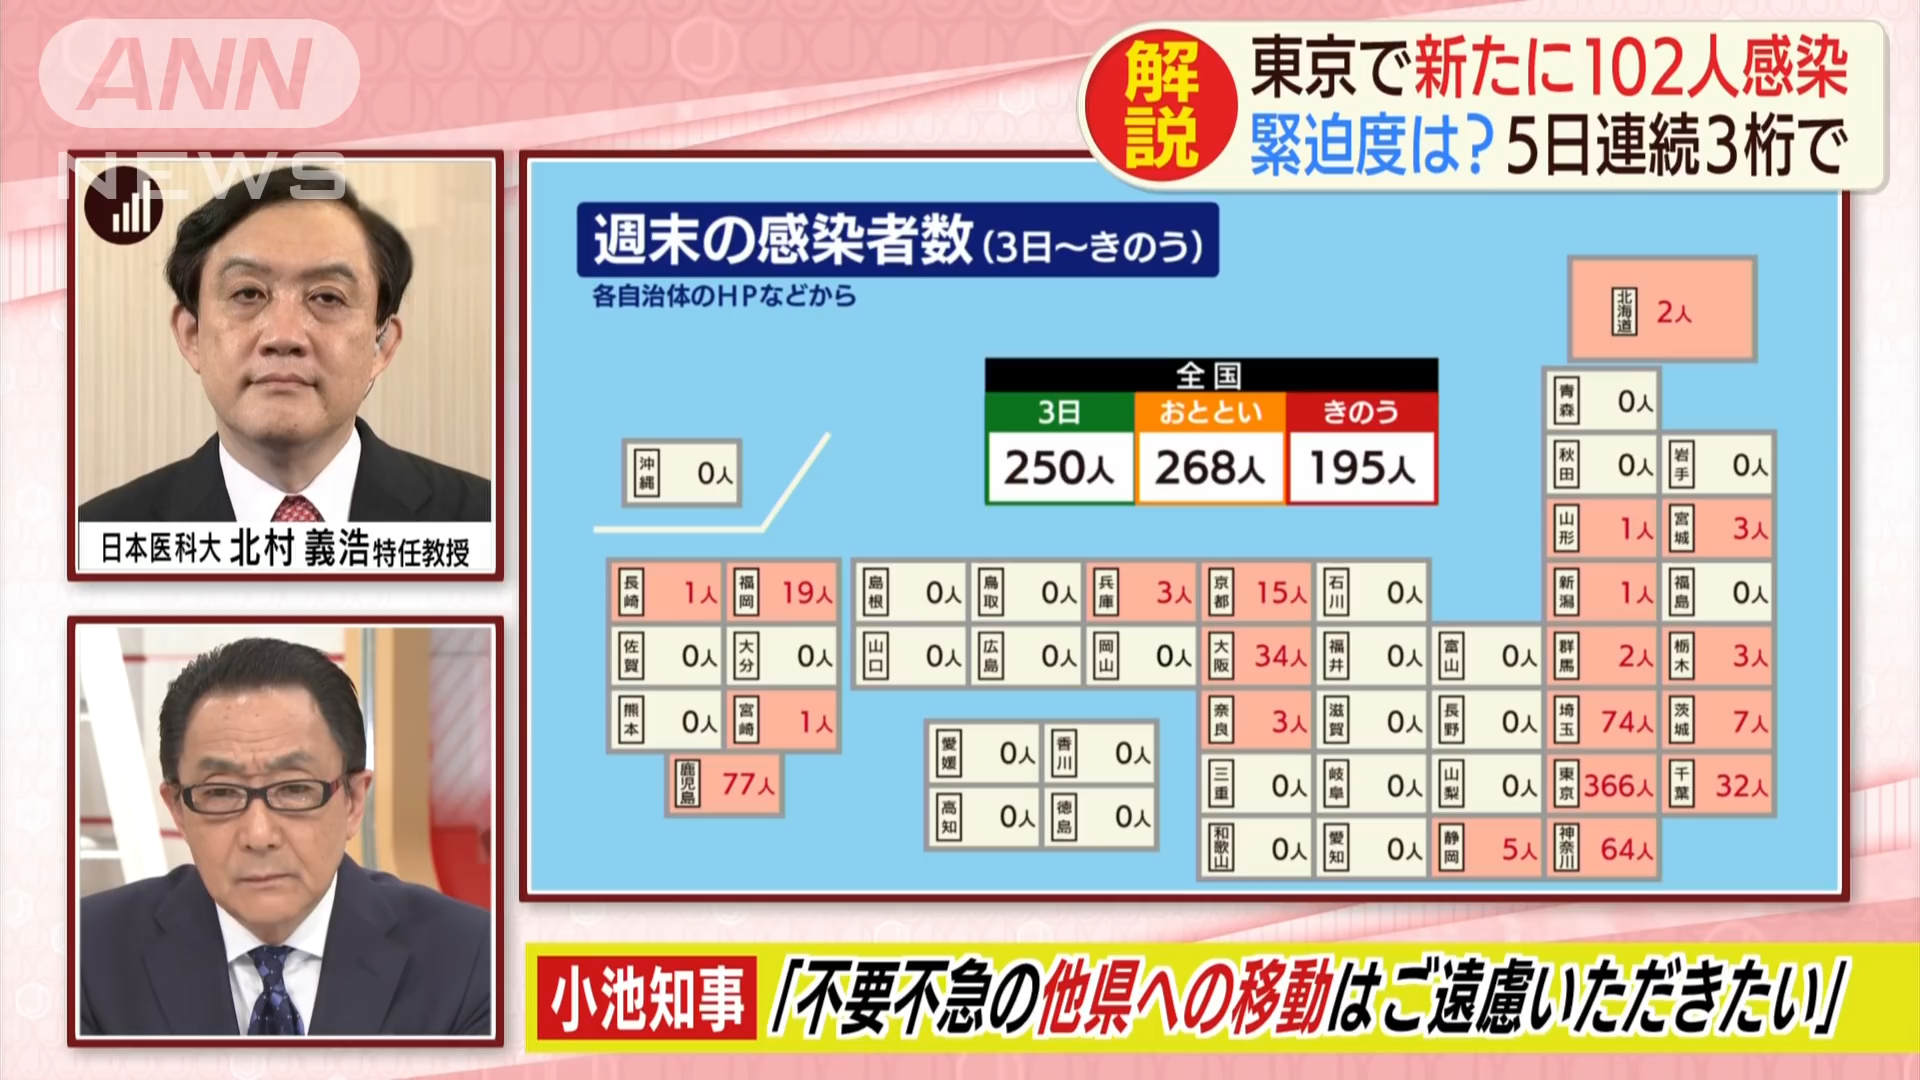 ANN
NEWS
解説
東京で新たに102人感染
緊迫度は?5日連続3桁で
日本医科大 北村 義浩 特任教授
週末の感染者数(3日〜きのう)
各自治体のHPなどから
全国
3日 おととい きのう
250人 268人 195人
北海道 2人
青森 0人
沖縄 0人
秋田 0人 岩手 0人
山形 1人 宮城 3人
長崎 1人 福岡 19人 島根 0人 鳥取 0人 兵庫 3人 京都 15人 石川 0人 新潟 1人 福島 0人
佐賀 0人 大分 0人 山口 0人 広島 0人 岡山 0人 大阪 34人 福井 0人 富山 0人 群馬 2人 栃木 3人
熊本 0人 宮崎 1人 奈良 3人 滋賀 0人 長野 0人 埼玉 74人 茨城 7人
愛媛 0人 香川 0人
鹿児島 77人 三重 0人 岐阜 0人 山梨 0人 東京 366人 千葉 32人
高知 0人 徳島 0人
和歌山 0人 愛知 0人 静岡 5人 神奈川 64人
小池知事 「不要不急の他県への移動はご遠慮いただきたい」